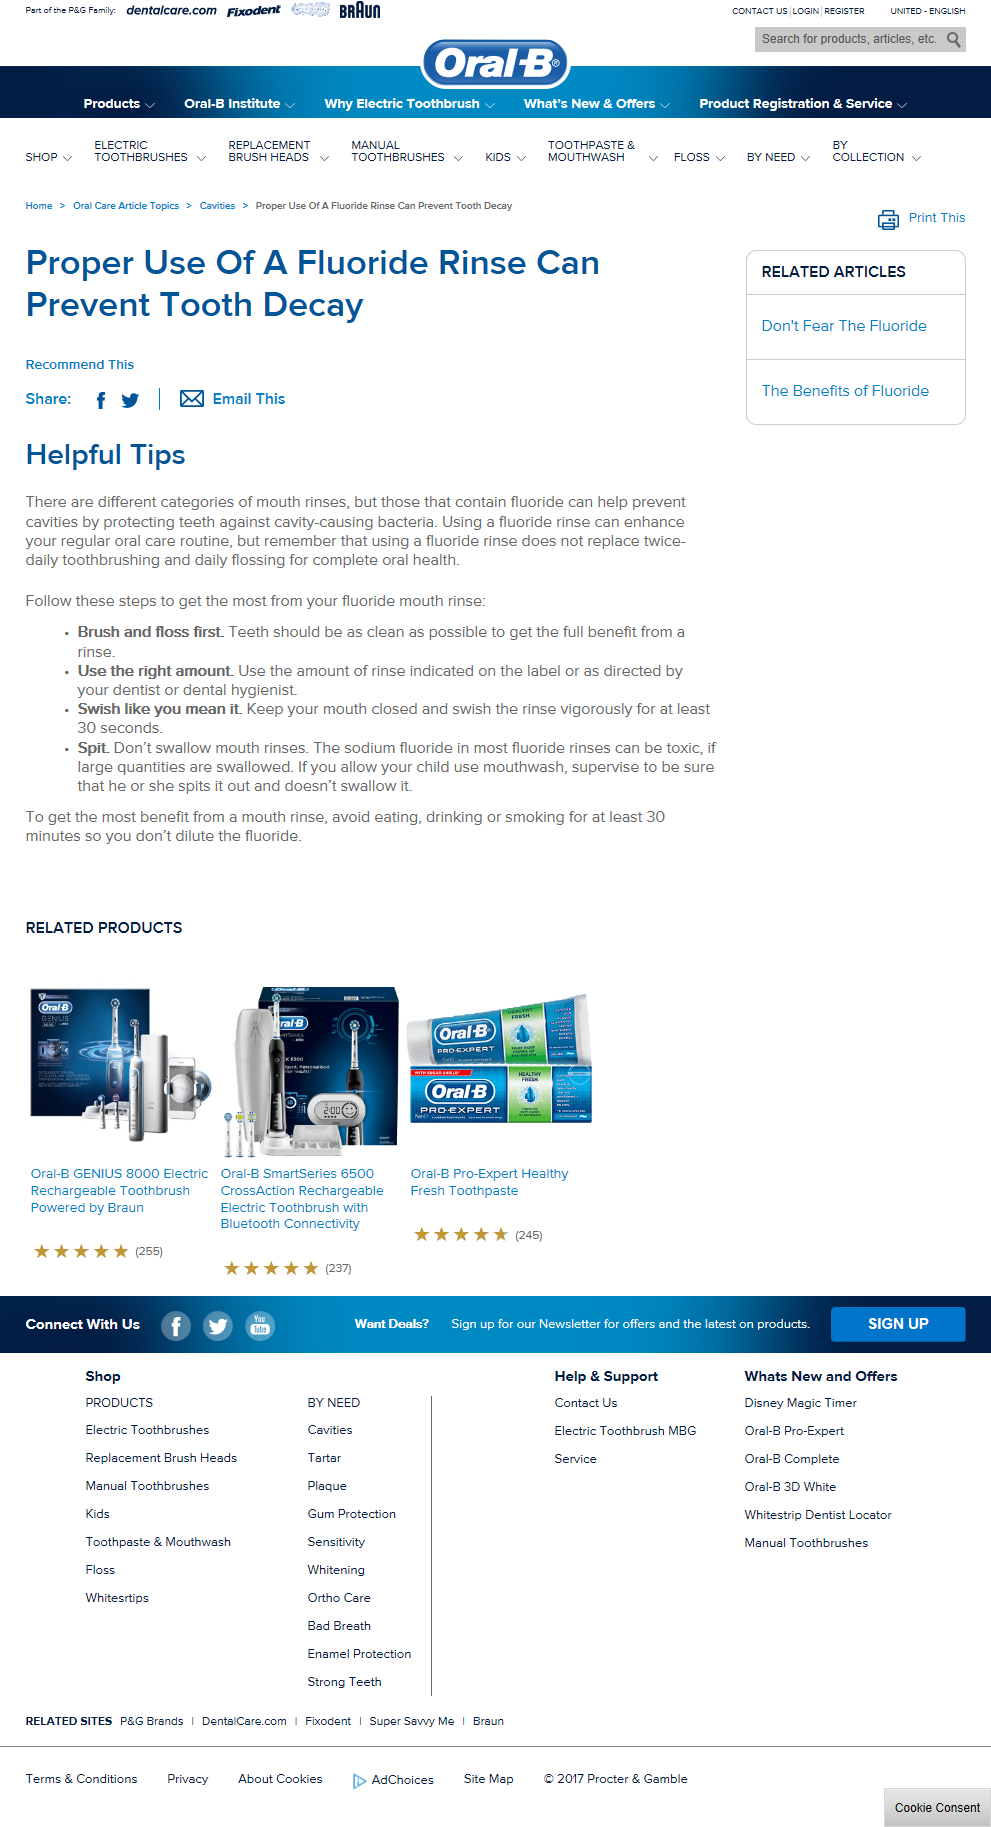 Part of the P&G Family: dentalcare.com Fixodent BRAUN
CONTACT US | LOGIN | REGISTER UNITED - ENGLISH
Search for products, articles, etc.
Oral-B®
Products Oral-B Institute Why Electric Toothbrush What's New & Offers Product Registration & Service
SHOP ELECTRIC TOOTHBRUSHES REPLACEMENT BRUSH HEADS MANUAL TOOTHBRUSHES KIDS TOOTHPASTE & MOUTHWASH FLOSS BY NEED BY COLLECTION
Home > Oral Care Article Topics > Cavities > Proper Use Of A Fluoride Rinse Can Prevent Tooth Decay
Print This
Proper Use Of A Fluoride Rinse Can
Prevent Tooth Decay
RELATED ARTICLES
Don't Fear The Fluoride
The Benefits of Fluoride
Recommend This
Share: Email This
Helpful Tips
There are different categories of mouth rinses, but those that contain fluoride can help prevent
cavities by protecting teeth against cavity-causing bacteria. Using a fluoride rinse can enhance
your regular oral care routine, but remember that using a fluoride rinse does not replace twice-
daily toothbrushing and daily flossing for complete oral health.
Follow these steps to get the most from your fluoride mouth rinse:
• Brush and floss first. Teeth should be as clean as possible to get the full benefit from a
rinse.
• Use the right amount. Use the amount of rinse indicated on the label or as directed by
your dentist or dental hygienist.
• Swish like you mean it. Keep your mouth closed and swish the rinse vigorously for at least
30 seconds.
• Spit. Don't swallow mouth rinses. The sodium fluoride in most fluoride rinses can be toxic, if
large quantities are swallowed. If you allow your child use mouthwash, supervise to be sure
that he or she spits it out and doesn't swallow it.
To get the most benefit from a mouth rinse, avoid eating, drinking or smoking for at least 30
minutes so you don't dilute the fluoride.
RELATED PRODUCTS
Oral-B
GENIUS
Oral-B
6500
2:00
Oral-B
PRO-EXPERT
HEALTHY
FRESH
WITH SUGAR SHIELD
Oral-B
PRO-EXPERT
HEALTHY
FRESH
Oral-B GENIUS 8000 Electric
Rechargeable Toothbrush
Powered by Braun
(255)
Oral-B SmartSeries 6500
CrossAction Rechargeable
Electric Toothbrush with
Bluetooth Connectivity
(237)
Oral-B Pro-Expert Healthy
Fresh Toothpaste
(245)
Connect With Us You Tube Want Deals? Sign up for our Newsletter for offers and the latest on products. SIGN UP
Shop
PRODUCTS
Electric Toothbrushes
Replacement Brush Heads
Manual Toothbrushes
Kids
Toothpaste & Mouthwash
Floss
Whitesrtips
BY NEED
Cavities
Tartar
Plaque
Gum Protection
Sensitivity
Whitening
Ortho Care
Bad Breath
Enamel Protection
Strong Teeth
Help & Support
Contact Us
Electric Toothbrush MBG
Service
Whats New and Offers
Disney Magic Timer
Oral-B Pro-Expert
Oral-B Complete
Oral-B 3D White
Whitestrip Dentist Locator
Manual Toothbrushes
RELATED SITES P&G Brands | DentalCare.com | Fixodent | Super Savvy Me | Braun
Terms & Conditions Privacy About Cookies AdChoices Site Map © 2017 Procter & Gamble
Cookie Consent